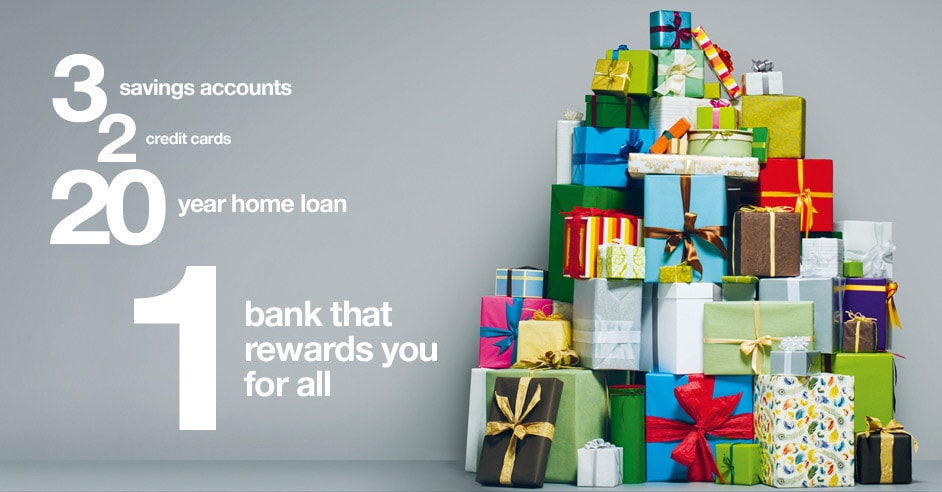 3 savings accounts
2 credit cards
20 year home loan
1 bank that
rewards you
for all